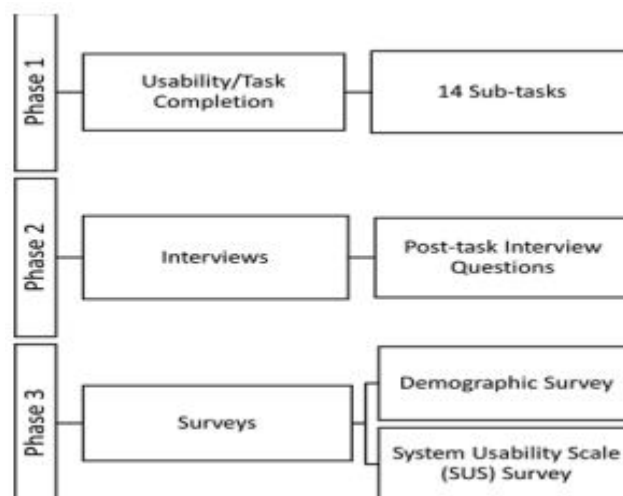 Phase 1
Usability/Task
Completion
14 Sub-tasks
Phase 2
Interviews
Post-task Interview
Questions
Phase 3
Surveys
Demographic Survey
System Usability Scale
(SUS) Survey